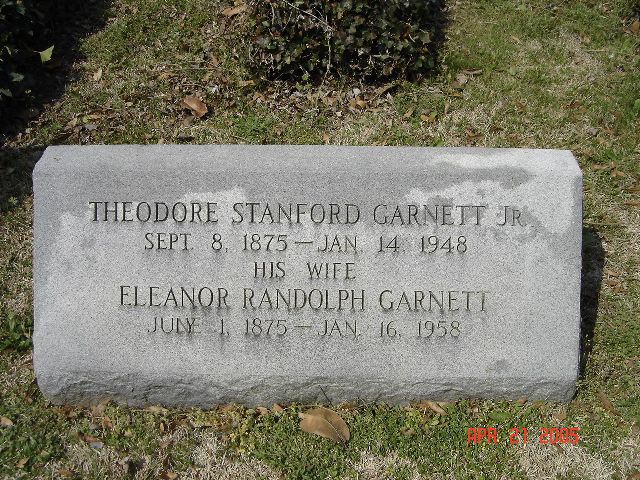 THEODORE STANFORD GARNETT JR.
SEPT. 8, 1875 — JAN. 14, 1948
HIS WIFE
ELEANOR RANDOLPH GARNETT
JUNE 1, 1875 — JAN. 16, 1958
APR 21 2005